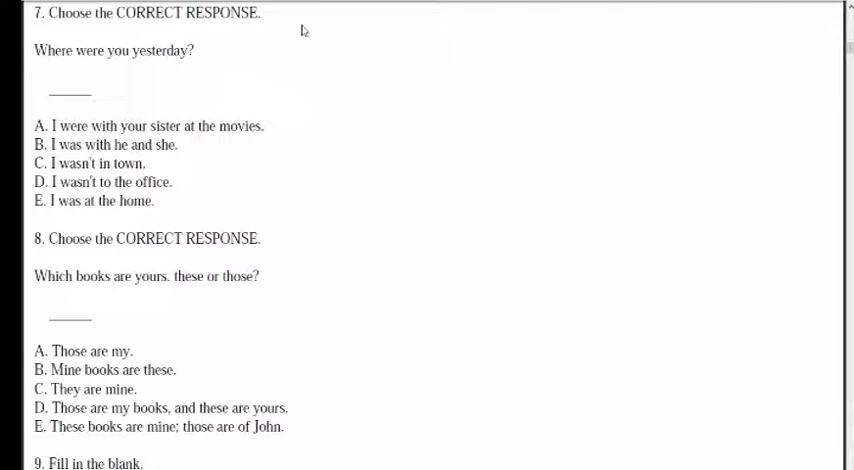 7. Choose the CORRECT RESPONSE.
Where were you yesterday?
______
A. I were with your sister at the movies.
B. I was with he and she.
C. I wasn't in town.
D. I wasn't to the office.
E. I was at the home.
8. Choose the CORRECT RESPONSE.
Which books are yours. these or those?
______
A. Those are my.
B. Mine books are these.
C. They are mine.
D. Those are my books, and these are yours.
E. These books are mine; those are of John.
9. Fill in the blank.